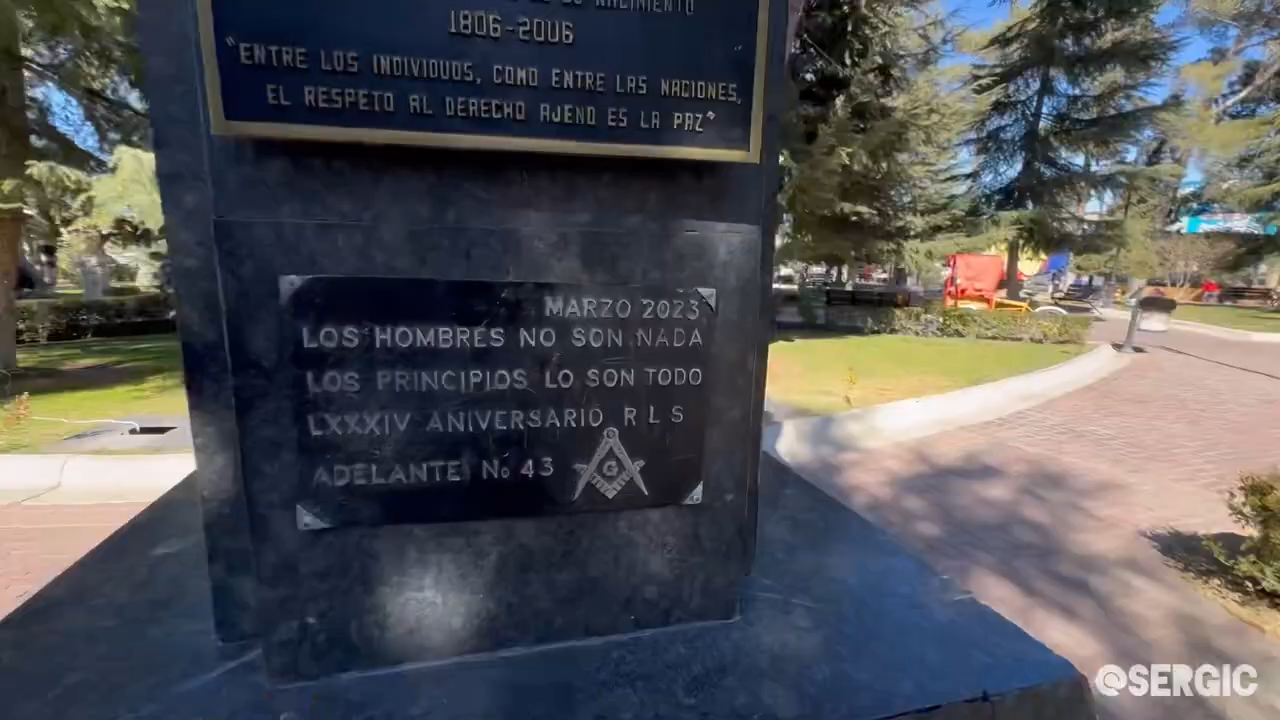 NACIMIENTO
1806-2006
"ENTRE LOS INDIVIDUOS, COMO ENTRE LAS NACIONES,
EL RESPETO AL DERECHO AJENO ES LA PAZ"
MARZO 2023
LOS HOMBRES NO SON NADA
LOS PRINCIPIOS LO SON TODO
LXXXIV ANIVERSARIO R L S
ADELANTE No 43
G
@SERGIC